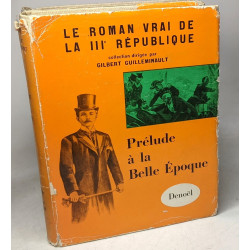 LE ROMAN VRAI DE
LA IIIe RÉPUBLIQUE
collection dirigée par
GILBERT GUILLEMINAULT
Prélude
à la
Belle Époque
Denoël